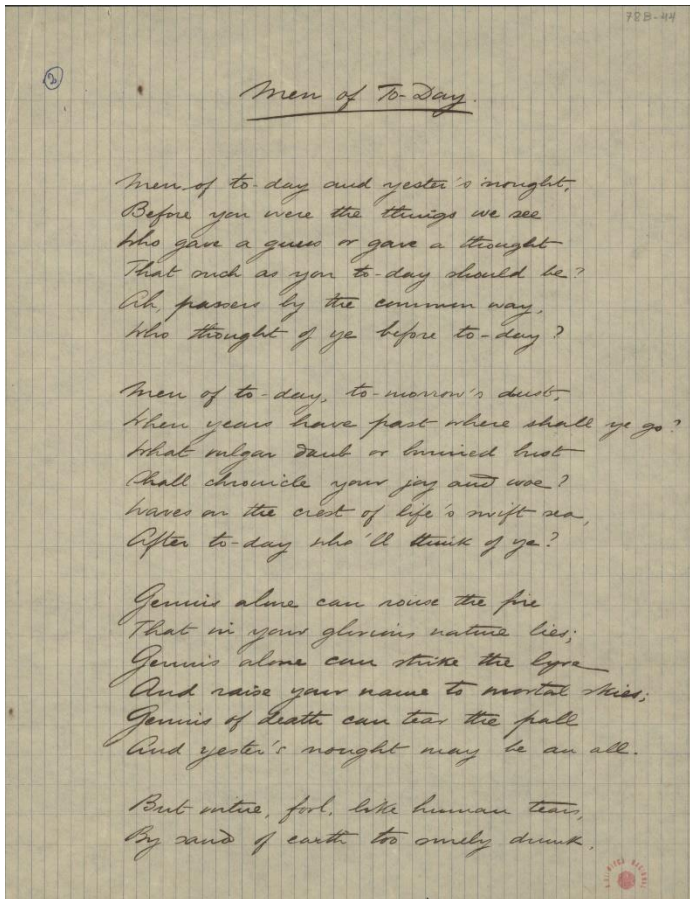 78B-44
2
Men of To-Day.
Men of to-day and yester's nought,
Before you were the things we see
Who gave a guess or gave a thought
That such as you to-day should be?
Ah, passers by the common way,
Who thought of ye before to-day?
Men of to-day, to-morrow's dust,
When years have past where shall ye go?
What vulgar daub or buried bust
Shall chronicle your joy and woe?
Waves on the crest of life's swift sea,
After to-day who'll think of ye?
Genius alone can rouse the fire
That in your glorious nature lies;
Genius alone can strike the lyre
And raise your name to mortal skies;
Genius of death can tear the pall
And yester's nought may be an all.
But virtue, fool, like human tears,
By sand of earth too surely drunk,